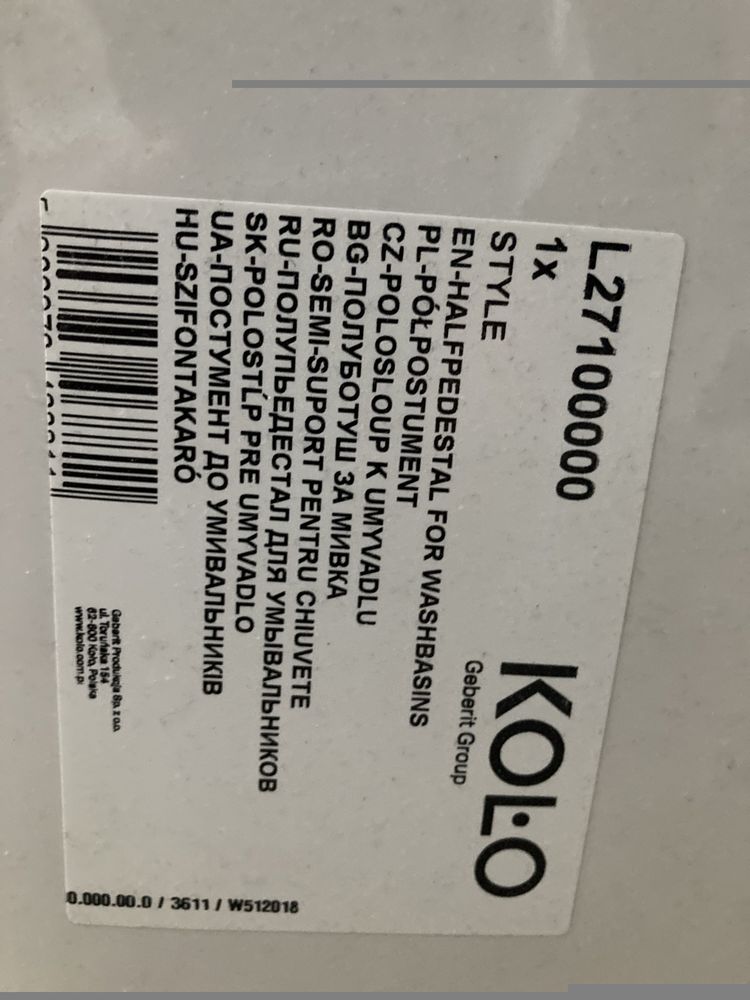 L27100000
1x
KOŁO
Geberit Group
STYLE
EN-HALFPEDESTAL FOR WASHBASINS
PL-PÓŁPOSTUMENT
CZ-POLOSLOUP K UMYVADLU
BG-ПОЛУБОТУШ ЗА МИВКА
RO-SEMI-SUPORT PENTRU CHIUVETE
RU-ПОЛУПЬЕДЕСТАЛ ДЛЯ УМЫВАЛЬНИКОВ
SK-POLOSTĹP PRE UMYVADLO
UA-ПОСТУМЕНТ ДО УМИВАЛЬНИКІВ
HU-SZIFONTAKARÓ
Geberit Produkcja Sp. z o.o.
ul. Toruńska 154
62-600 Koło, Polska
www.kolo.com.pl
0.000.00.0 / 3611 / W512018